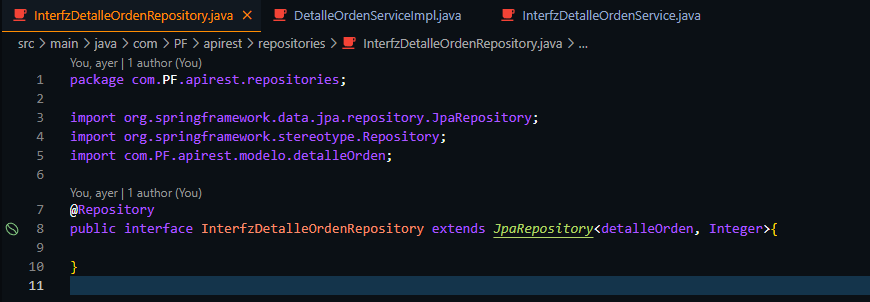 InterfzDetalleOrdenRepository.java × DetalleOrdenServiceImpl.java InterfzDetalleOrdenService.java
src > main > java > com > PF > apirest > repositories > InterfzDetalleOrdenRepository.java > ...
You, ayer | 1 author (You)
1 package com.PF.apirest.repositories;
2
3 import org.springframework.data.jpa.repository.JpaRepository;
4 import org.springframework.stereotype.Repository;
5 import com.PF.apirest.modelo.detalleOrden;
6
You, ayer | 1 author (You)
7 @Repository
8 public interface InterfzDetalleOrdenRepository extends JpaRepository<detalleOrden, Integer>{
9
10 }
11